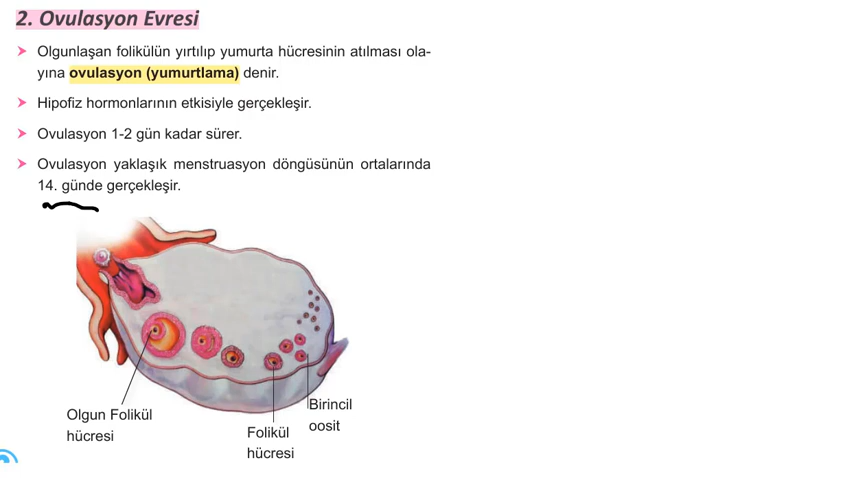 2. Ovulasyon Evresi
Olgunlaşan folikülün yırtılıp yumurta hücresinin atılması ola-
yına ovulasyon (yumurtlama) denir.
Hipofiz hormonlarının etkisiyle gerçekleşir.
Ovulasyon 1-2 gün kadar sürer.
Ovulasyon yaklaşık menstruasyon döngüsünün ortalarında
14. günde gerçekleşir.
Olgun Folikül
hücresi
Folikül
hücresi
Birincil
oosit